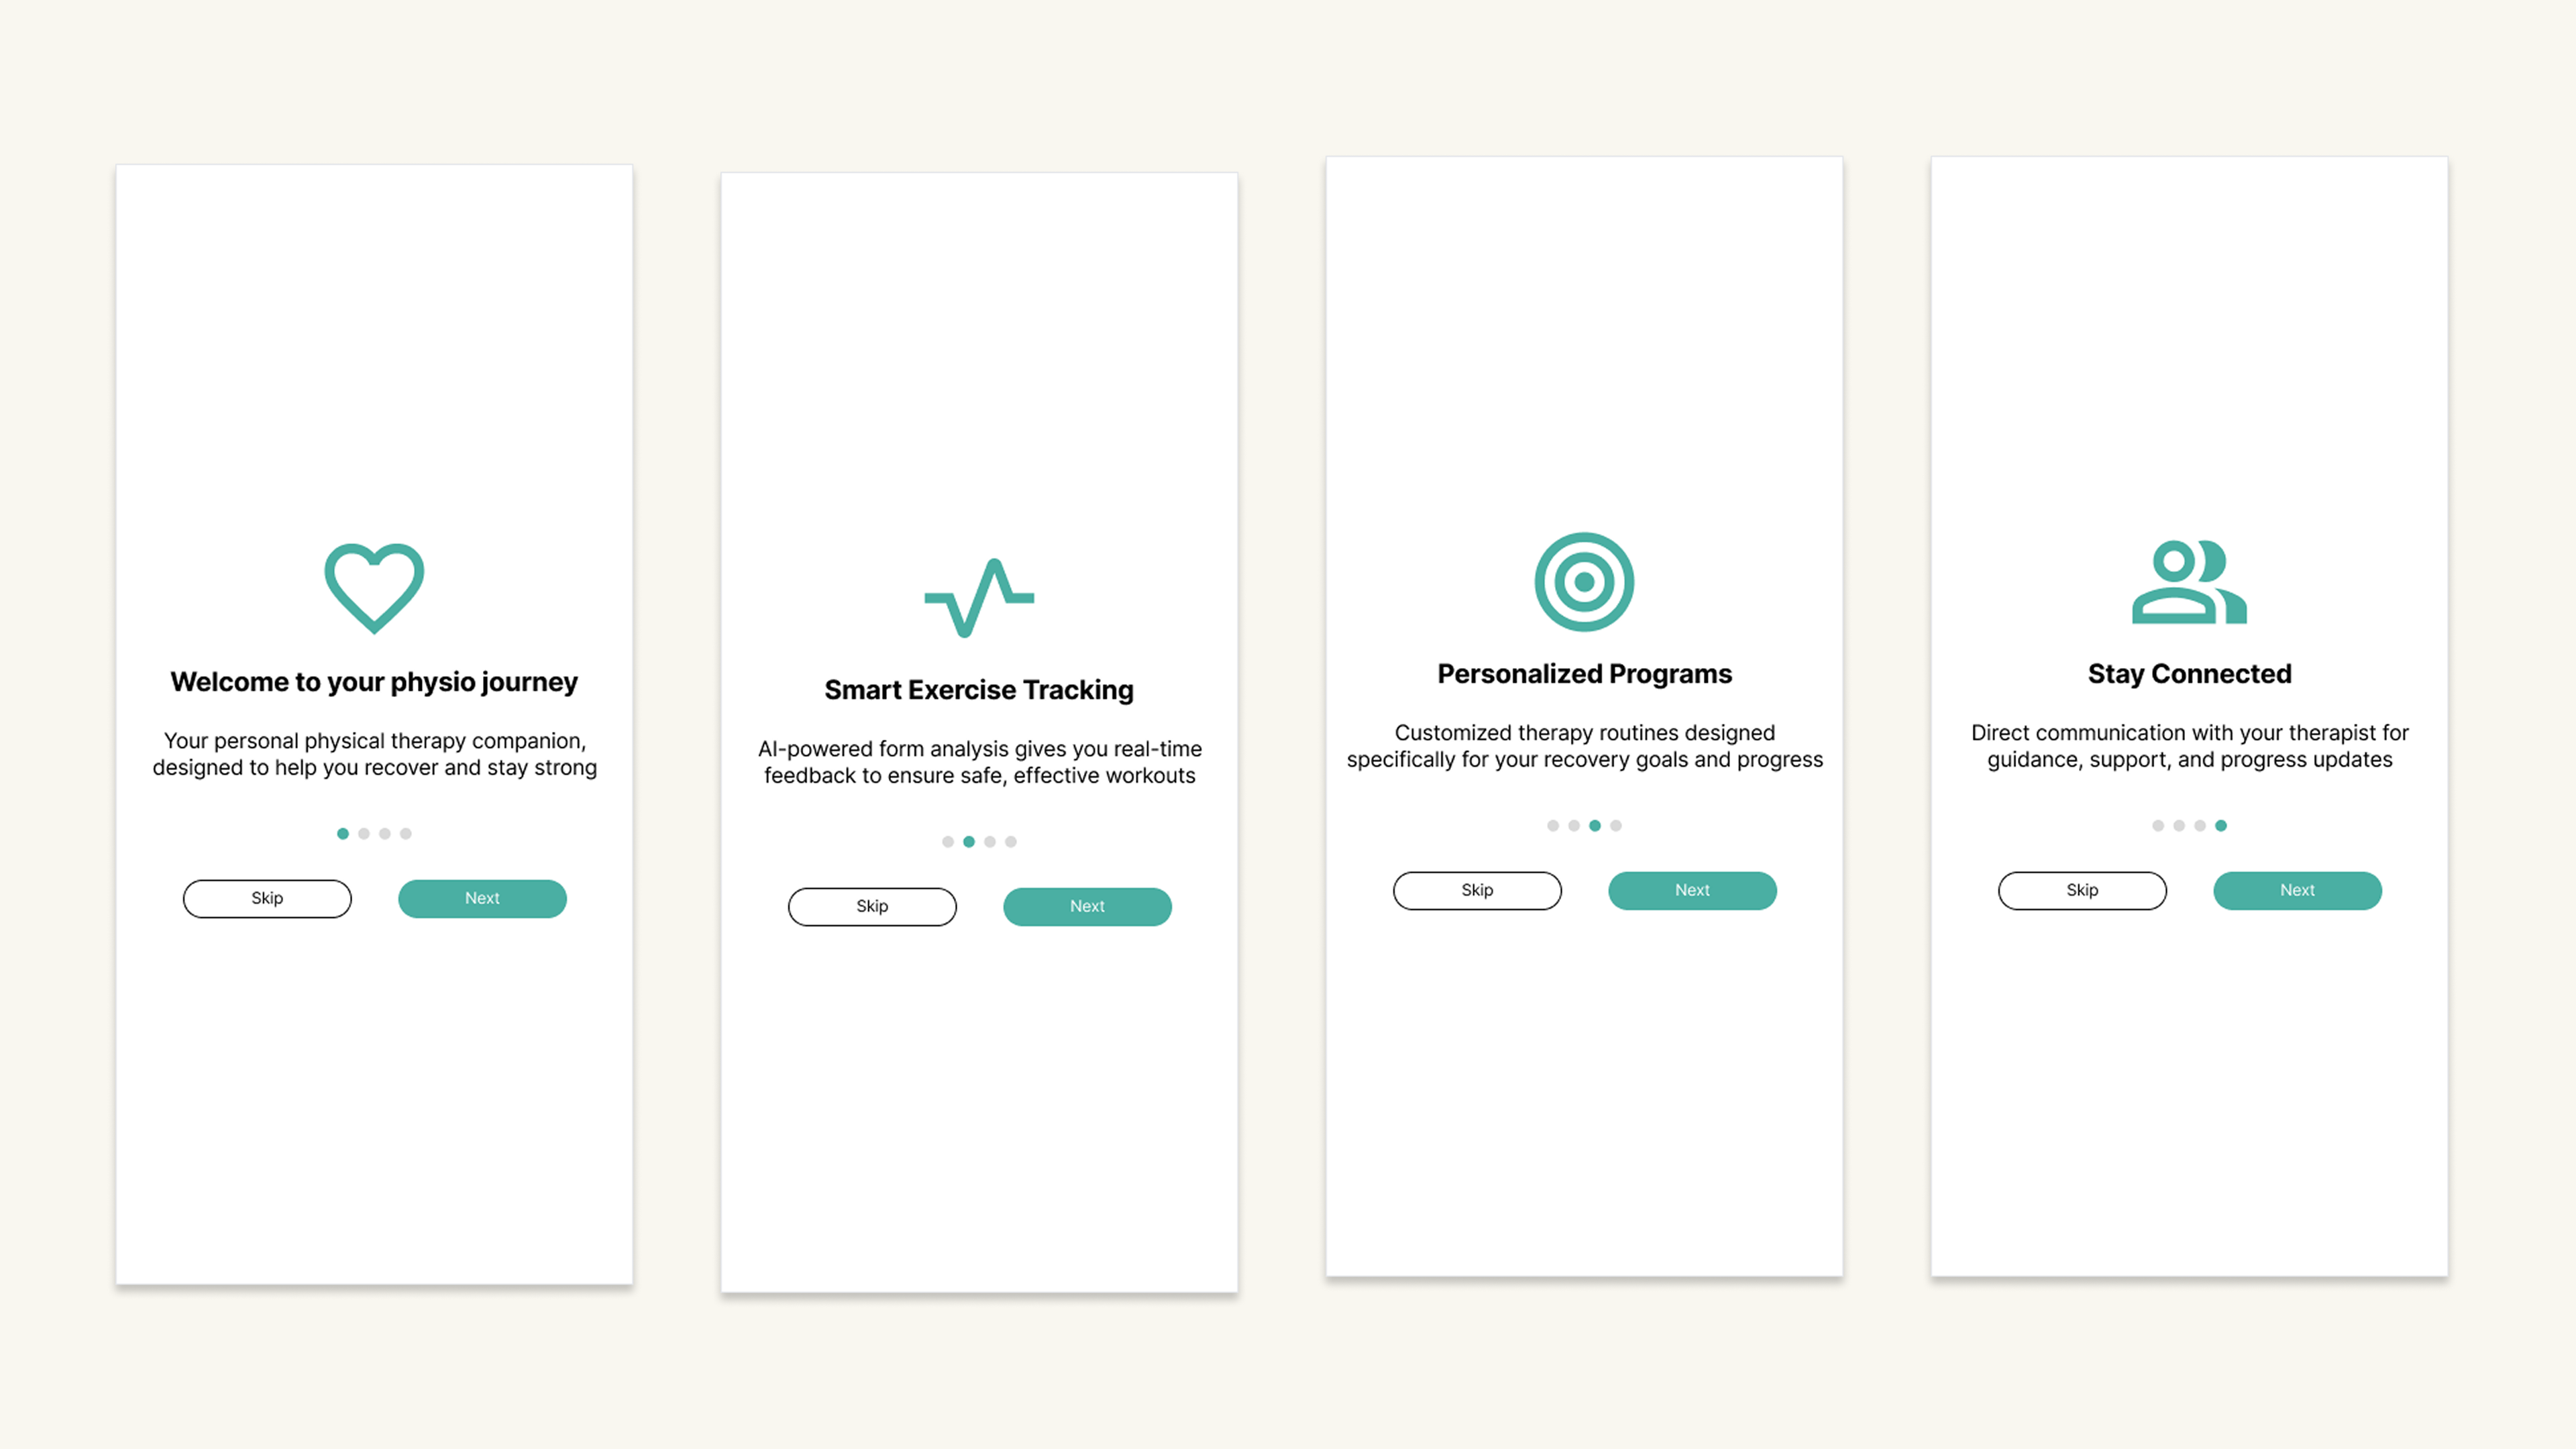 Welcome to your physio journey
Your personal physical therapy companion,
designed to help you recover and stay strong
Skip
Next
Smart Exercise Tracking
AI-powered form analysis gives you real-time
feedback to ensure safe, effective workouts
Skip
Next
Personalized Programs
Customized therapy routines designed
specifically for your recovery goals and progress
Skip
Next
Stay Connected
Direct communication with your therapist for
guidance, support, and progress updates
Skip
Next